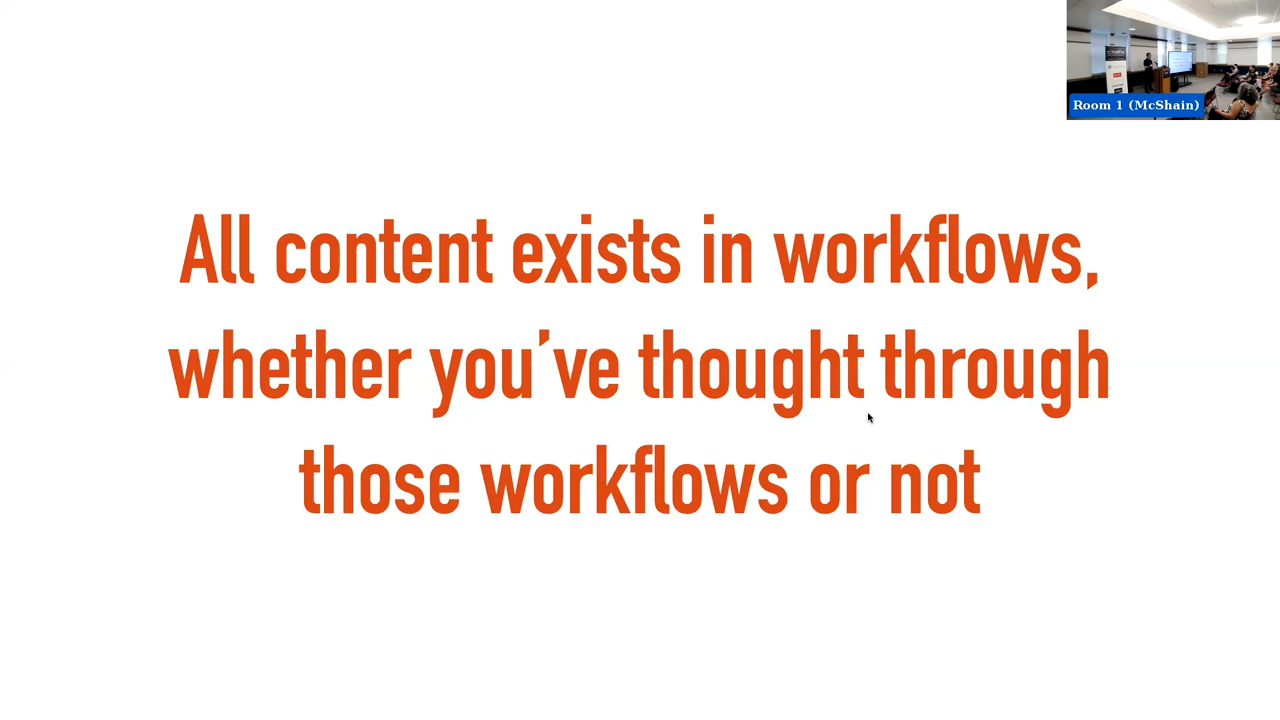 Room 1 (McShain)
All content exists in workflows,
whether you’ve thought through
those workflows or not